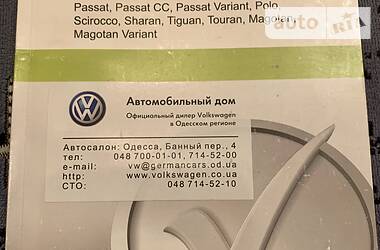 Passat, Passat CC, Passat Variant, Polo,
Scirocco, Sharan, Tiguan, Touran, Magotan,
Magotan Variant
Автомобильный дом
Официальный дилер Volkswagen
в Одесском регионе
Автосалон: Одесса, Банный пер., 4
тел: 048 700-01-01, 714-52-00
e-mail: vw@germancars.od.ua
http: www.volkswagen.od.ua
СТО: 048 714-52-10
auto RIA